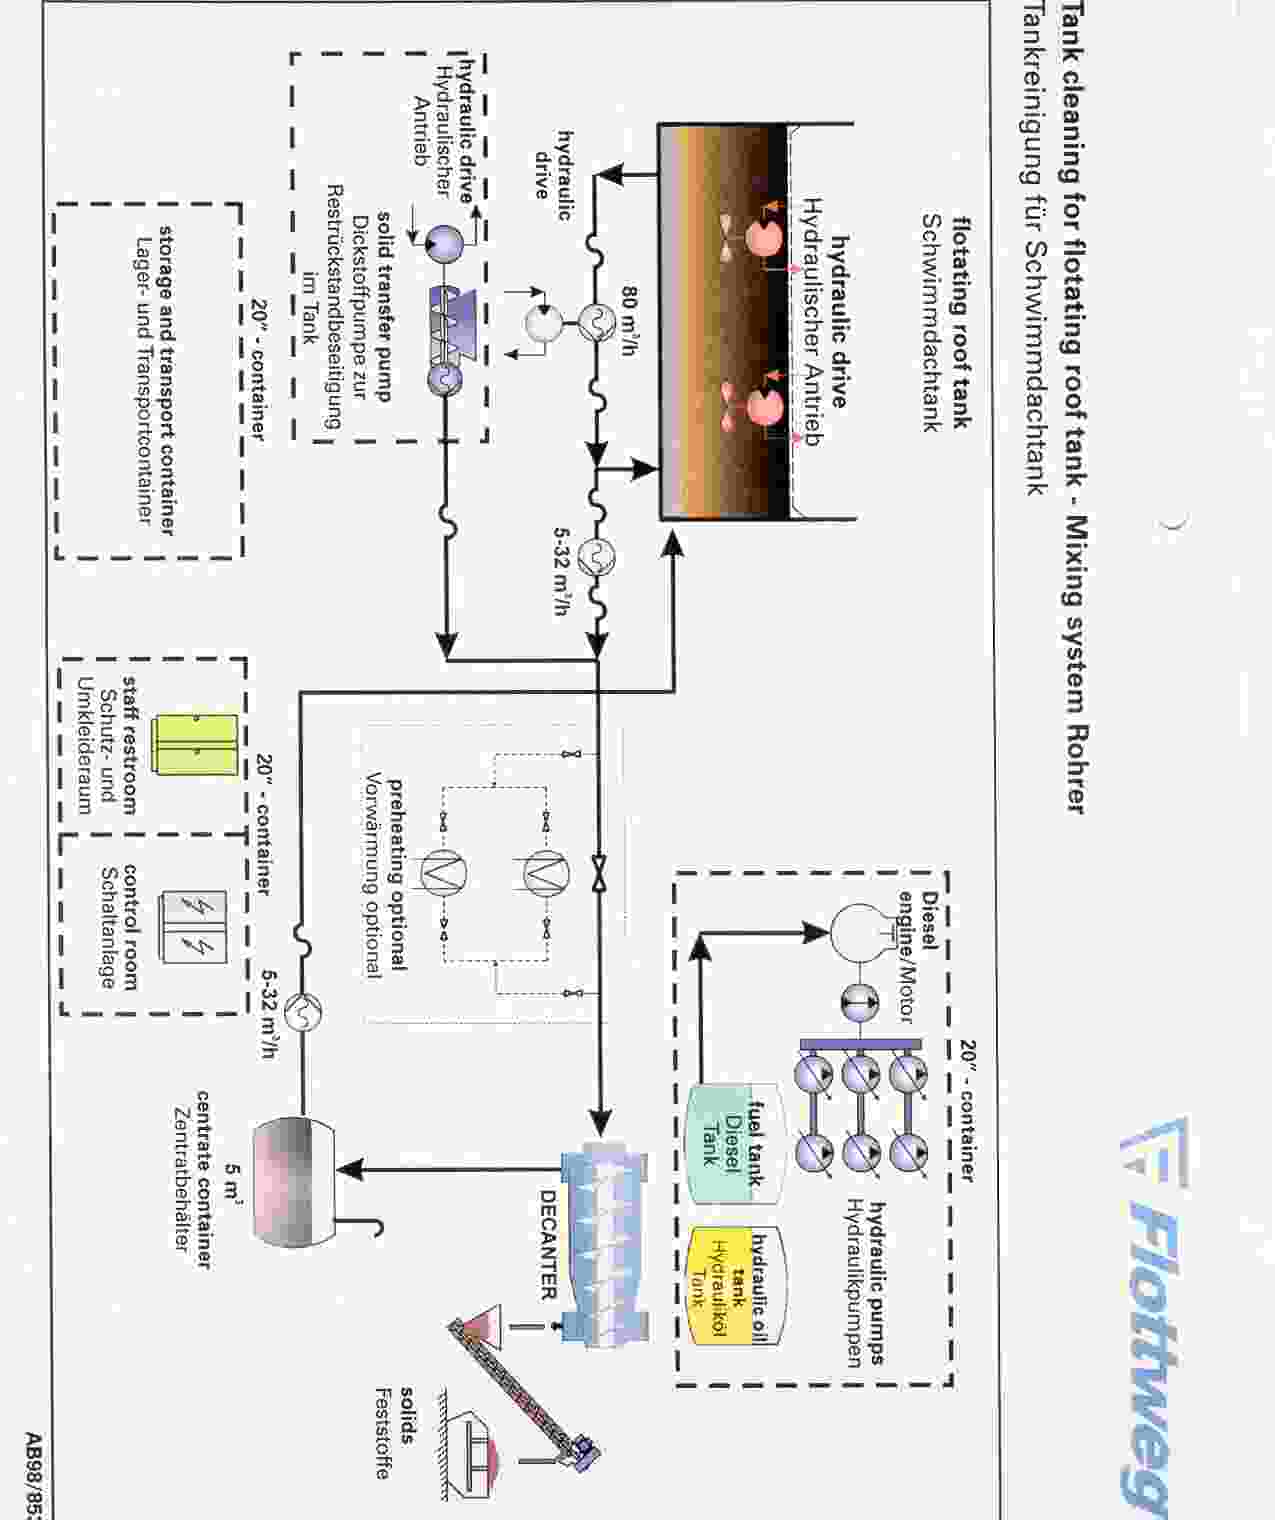 Tank cleaning for flotating roof tank - Mixing system Rohrer
Tankreinigung für Schwimmdachtank
Flottweg
flotating roof tank
Schwimmdachtank
hydraulic drive
Hydraulischer Antrieb
hydraulic
drive
80 m³/h
5-32 m³/h
hydraulic drive
Hydraulischer
Antrieb
solid transfer pump
Dickstoffpumpe zur
Restrückstandbeseitigung
im Tank
20" - container
storage and transport container
Lager- und Transportcontainer
20" - container
Diesel
engine/Motor
hydraulic pumps
Hydraulikpumpen
fuel tank
Diesel
Tank
hydraulic oil
tank
Hydrauliköl
Tank
preheating optional
Vorwärmung optional
DECANTER
20" - container
staff restroom
Schutz- und
Umkleideraum
control room
Schaltanlage
5-32 m³/h
5 m³
centrate container
Zentratbehälter
solids
Feststoffe
AB98/853